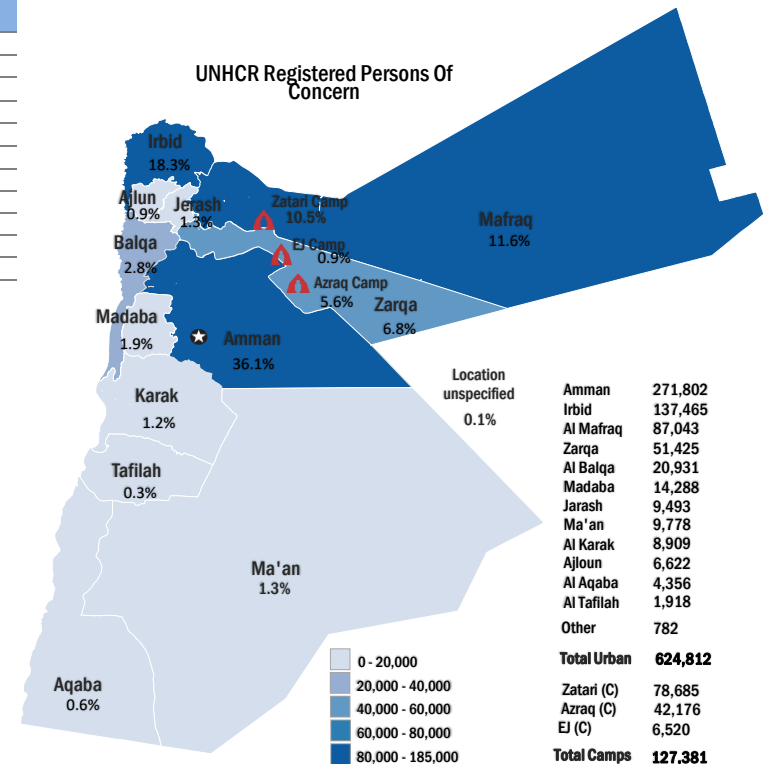 UNHCR Registered Persons Of
Concern
Irbid
18.3%
Ajlun
0.9%
Jerash
1.3%
Zatari Camp
10.5%
Mafraq
11.6%
Balqa
2.8%
EJ Camp
0.9%
Azraq Camp
5.6%
Zarqa
6.8%
Madaba
1.9%
Amman
36.1%
Location
unspecified
0.1%
Karak
1.2%
Tafilah
0.3%
Ma'an
1.3%
Aqaba
0.6%
0 - 20,000
20,000 - 40,000
40,000 - 60,000
60,000 - 80,000
80,000 - 185,000
Amman 271,802
Irbid 137,465
Al Mafraq 87,043
Zarqa 51,425
Al Balqa 20,931
Madaba 14,288
Jarash 9,493
Ma'an 9,778
Al Karak 8,909
Ajloun 6,622
Al Aqaba 4,356
Al Tafilah 1,918
Other 782
Total Urban 624,812
Zatari (C) 78,685
Azraq (C) 42,176
EJ (C) 6,520
Total Camps 127,381